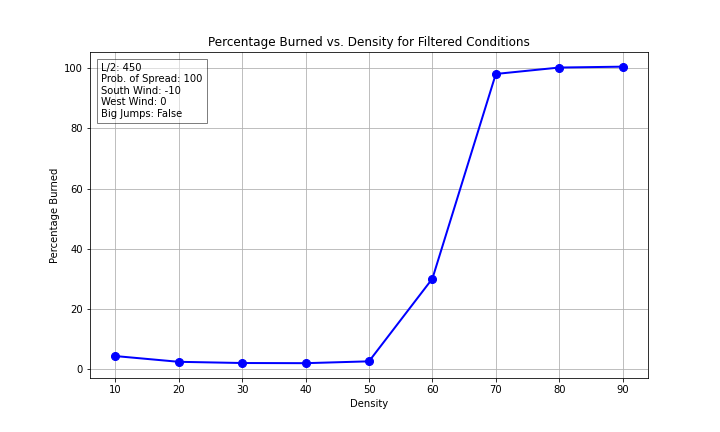 Percentage Burned vs. Density for Filtered Conditions
L/2: 450
Prob. of Spread: 100
South Wind: -10
West Wind: 0
Big Jumps: False
Percentage Burned
100
80
60
40
20
0
10 20 30 40 50 60 70 80 90
Density